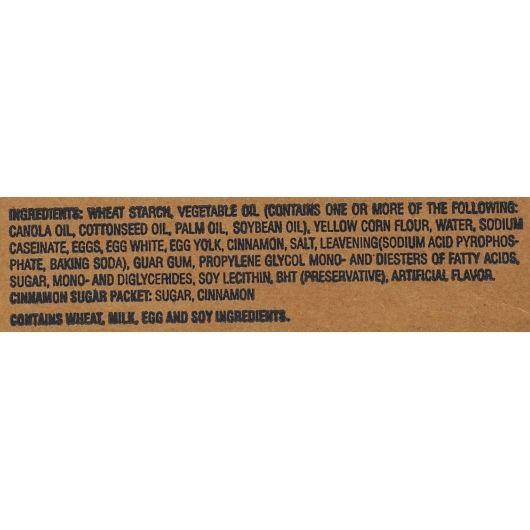 INGREDIENTS: WHEAT STARCH, VEGETABLE OIL (CONTAINS ONE OR MORE OF THE FOLLOWING:
CANOLA OIL, COTTONSEED OIL, PALM OIL, SOYBEAN OIL), YELLOW CORN FLOUR, WATER, SODIUM
CASEINATE, EGGS, EGG WHITE, EGG YOLK, CINNAMON, SALT, LEAVENING(SODIUM ACID PYROPHOS-
PHATE, BAKING SODA), GUAR GUM, PROPYLENE GLYCOL MONO- AND DIESTERS OF FATTY ACIDS,
SUGAR, MONO- AND DIGLYCERIDES, SOY LECITHIN, BHT (PRESERVATIVE), ARTIFICIAL FLAVOR.
CINNAMON SUGAR PACKET: SUGAR, CINNAMON
CONTAINS WHEAT, MILK, EGG AND SOY INGREDIENTS.